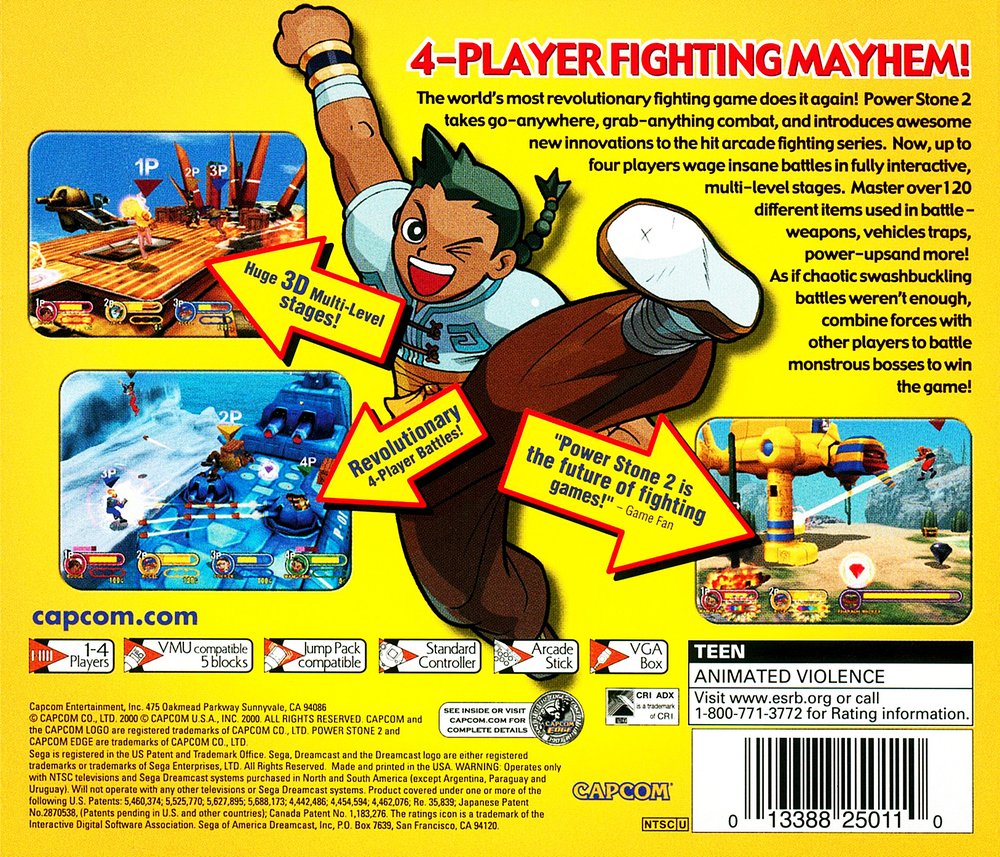 4-PLAYER FIGHTING MAYHEM!
The world's most revolutionary fighting game does it again! Power Stone 2
takes go-anywhere, grab-anything combat, and introduces awesome
new innovations to the hit arcade fighting series. Now, up to
four players wage insane battles in fully interactive,
multi-level stages. Master over 120
different items used in battle –
weapons, vehicles traps,
power-upsand more!
As if chaotic swashbuckling
battles weren't enough,
combine forces with
other players to battle
monstrous bosses to win
the game!
1P
2P
3P
1P
2P
3P
Huge 3D Multi-Level
stages!
2P
3P
4P
1P
2P
3P
4P
Revolutionary
4-Player Battles!
"Power Stone 2 is
the future of fighting
games!" – Game Fan
1P
2P
capcom.com
1-4
Players
VMU compatible
5 blocks
Jump Pack
compatible
Standard
Controller
Arcade
Stick
VGA
Box
TEEN
ANIMATED VIOLENCE
Visit www.esrb.org or call
1-800-771-3772 for Rating information.
Capcom Entertainment, Inc. 475 Oakmead Parkway Sunnyvale, CA 94086
© CAPCOM CO., LTD. 2000 © CAPCOM U.S.A., INC. 2000. ALL RIGHTS RESERVED. CAPCOM and
the CAPCOM LOGO are registered trademarks of CAPCOM CO., LTD. POWER STONE 2 and
CAPCOM EDGE are trademarks of CAPCOM CO., LTD.
Sega is registered in the US Patent and Trademark Office. Sega, Dreamcast and the Dreamcast logo are either registered
trademarks or trademarks of Sega Enterprises, LTD. All Rights Reserved. Made and printed in the USA. WARNING: Operates only
with NTSC televisions and Sega Dreamcast systems purchased in North and South America (except Argentina, Paraguay and
Uruguay). Will not operate with any other televisions or Sega Dreamcast systems. Product covered under one or more of the
following U.S. Patents: 5,460,374; 5,525,770; 5,627,895; 5,688,173; 4,442,486; 4,454,594; 4,462,076; Re. 35,839; Japanese Patent
No.2870538, (Patents pending in U.S. and other countries); Canada Patent No. 1,183,276. The ratings icon is a trademark of the
Interactive Digital Software Association. Sega of America Dreamcast, Inc, P.O. Box 7639, San Francisco, CA 94120.
SEE INSIDE OR VISIT
CAPCOM.COM FOR
COMPLETE DETAILS
CAPCOM
EDGE
CRI ADX
is a trademark
of CRI
CAPCOM
NTSC U
0 13388 25011 0